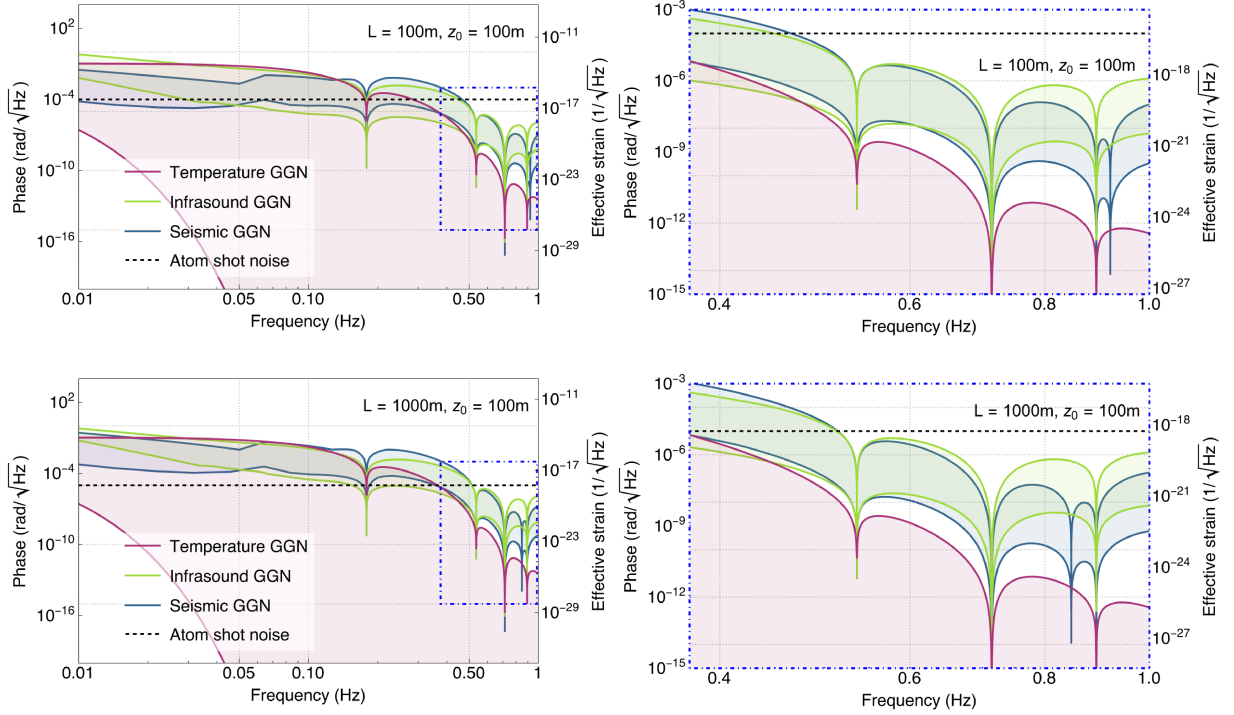 L = 100m, z₀ = 100m
Phase (rad/√Hz)
10²
10⁻⁴
10⁻¹⁰
10⁻¹⁶
Temperature GGN
Infrasound GGN
Seismic GGN
Atom shot noise
0.01
0.05
0.10
0.50
1
Frequency (Hz)
10⁻¹¹
10⁻¹⁷
10⁻²³
10⁻²⁹
Effective strain (1/√Hz)
L = 100m, z₀ = 100m
Phase (rad/√Hz)
10⁻³
10⁻⁶
10⁻⁹
10⁻¹²
10⁻¹⁵
0.4
0.6
0.8
1.0
Frequency (Hz)
10⁻¹⁸
10⁻²¹
10⁻²⁴
10⁻²⁷
Effective strain (1/√Hz)
L = 1000m, z₀ = 100m
Phase (rad/√Hz)
10²
10⁻⁴
10⁻¹⁰
10⁻¹⁶
Temperature GGN
Infrasound GGN
Seismic GGN
Atom shot noise
0.01
0.05
0.10
0.50
1
Frequency (Hz)
10⁻¹¹
10⁻¹⁷
10⁻²³
10⁻²⁹
Effective strain (1/√Hz)
L = 1000m, z₀ = 100m
Phase (rad/√Hz)
10⁻³
10⁻⁶
10⁻⁹
10⁻¹²
10⁻¹⁵
0.4
0.6
0.8
1.0
Frequency (Hz)
10⁻¹⁸
10⁻²¹
10⁻²⁴
10⁻²⁷
Effective strain (1/√Hz)